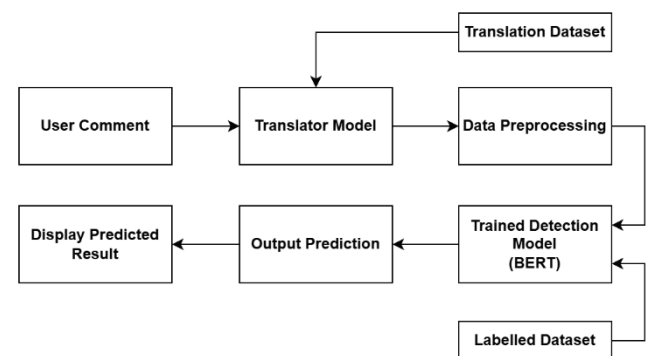 Translation Dataset
User Comment
Translator Model
Data Preprocessing
Display Predicted
Result
Output Prediction
Trained Detection
Model
(BERT)
Labelled Dataset